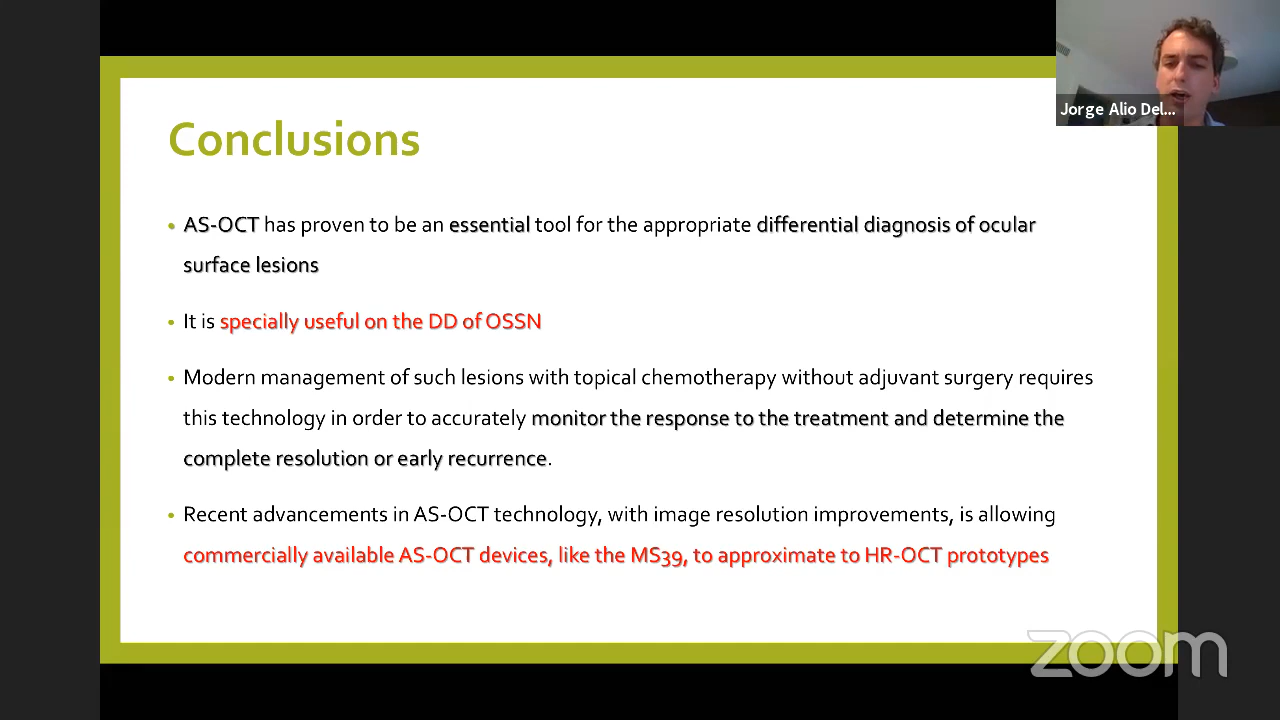 Jorge Alio Del...
Conclusions
• AS-OCT has proven to be an essential tool for the appropriate differential diagnosis of ocular
surface lesions
• It is specially useful on the DD of OSSN
• Modern management of such lesions with topical chemotherapy without adjuvant surgery requires
this technology in order to accurately monitor the response to the treatment and determine the
complete resolution or early recurrence.
• Recent advancements in AS-OCT technology, with image resolution improvements, is allowing
commercially available AS-OCT devices, like the MS39, to approximate to HR-OCT prototypes
zoom